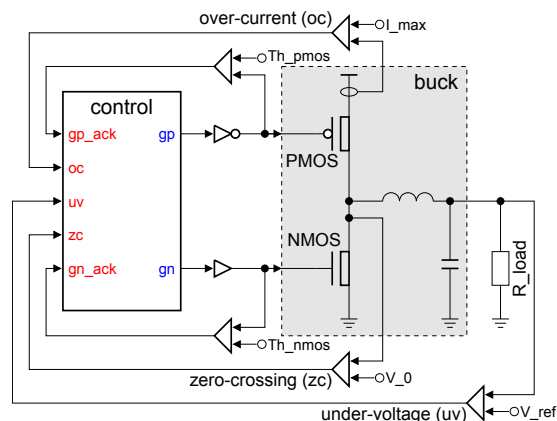 over-current (oc)
I_max
Th_pmos
buck
control
gp_ack
gp
oc
PMOS
uv
zc
NMOS
gn_ack
gn
R_load
Th_nmos
zero-crossing (zc)
V_0
under-voltage (uv)
V_ref